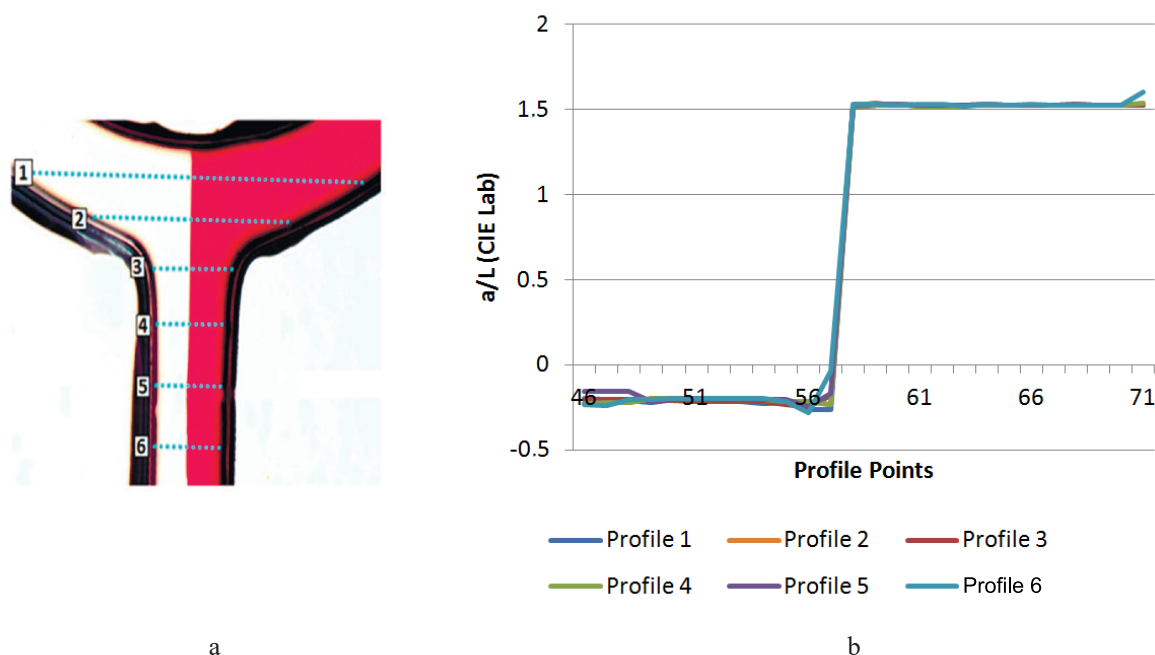 1
2
3
4
5
6
a/L (CIE Lab)
2
1.5
1
0.5
0
-0.5
46 51 56 61 66 71
Profile Points
Profile 1 Profile 2 Profile 3
Profile 4 Profile 5 Profile 6
a b